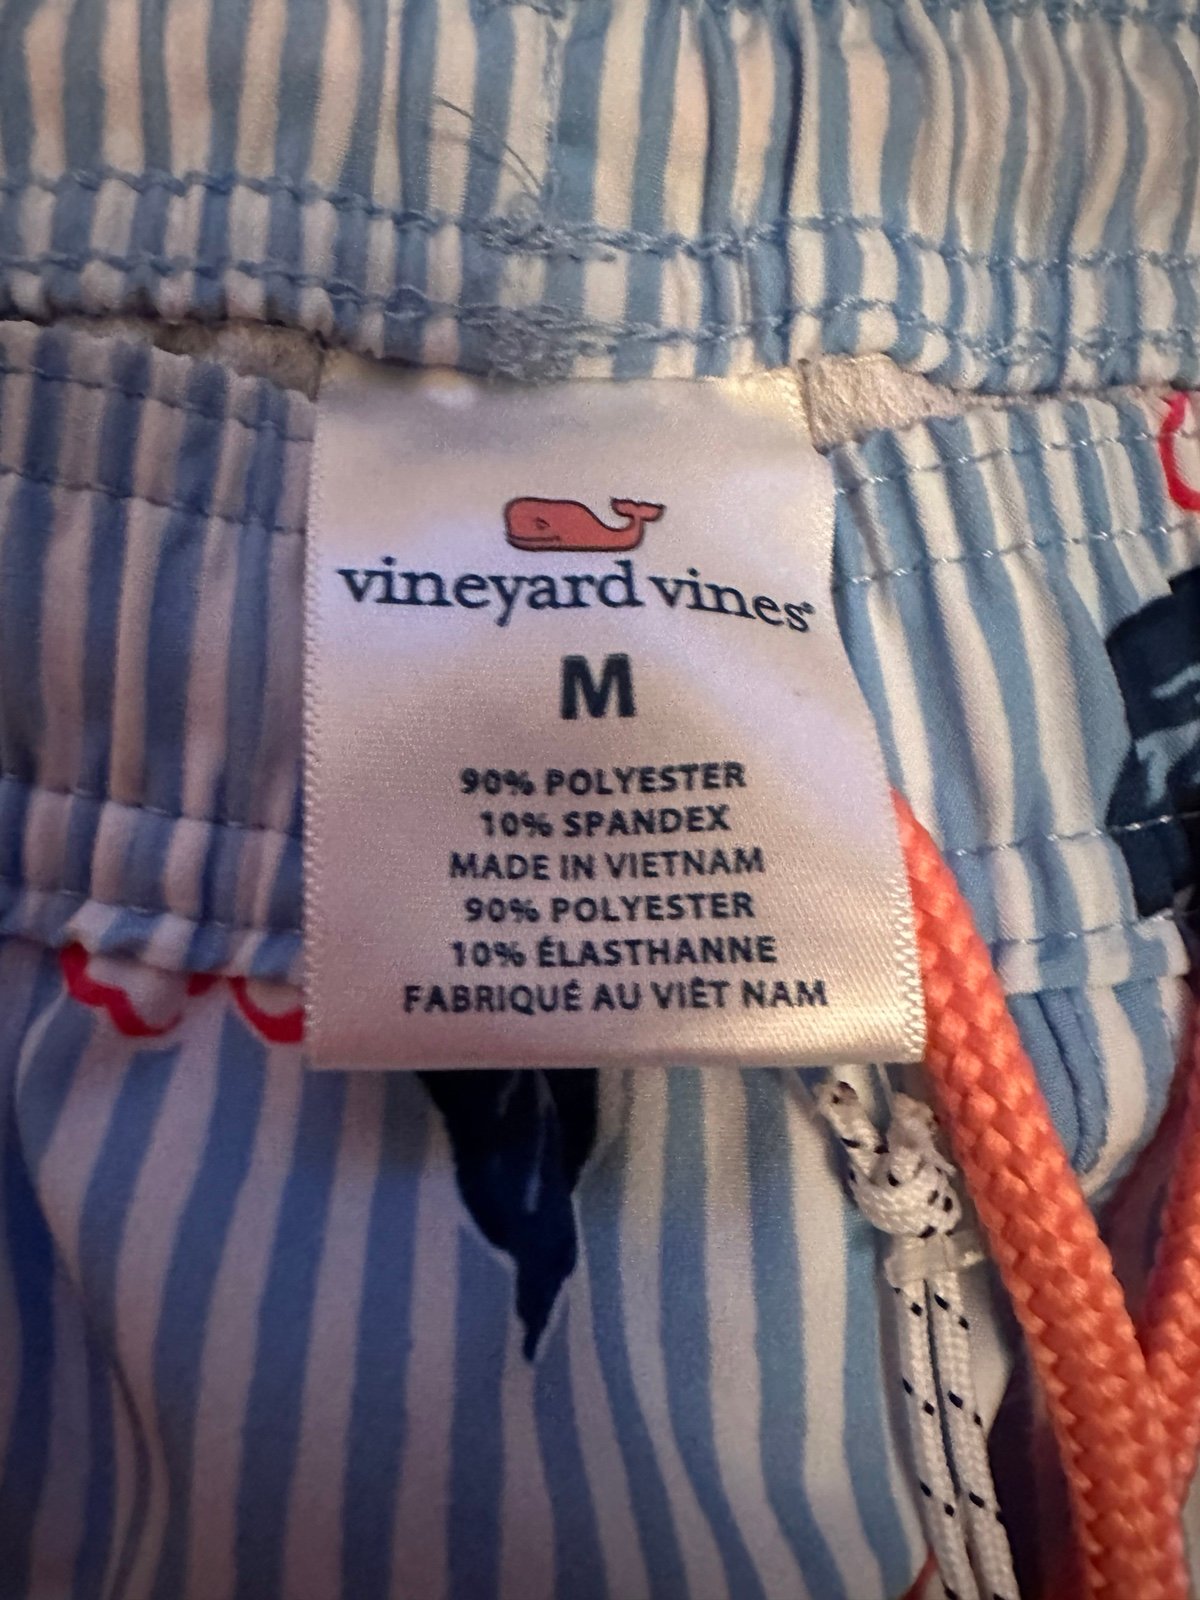 vineyard vines®
M
90% POLYESTER
10% SPANDEX
MADE IN VIETNAM
90% POLYESTER
10% ÉLASTHANNE
FABRIQUÉ AU VIÊT NAM